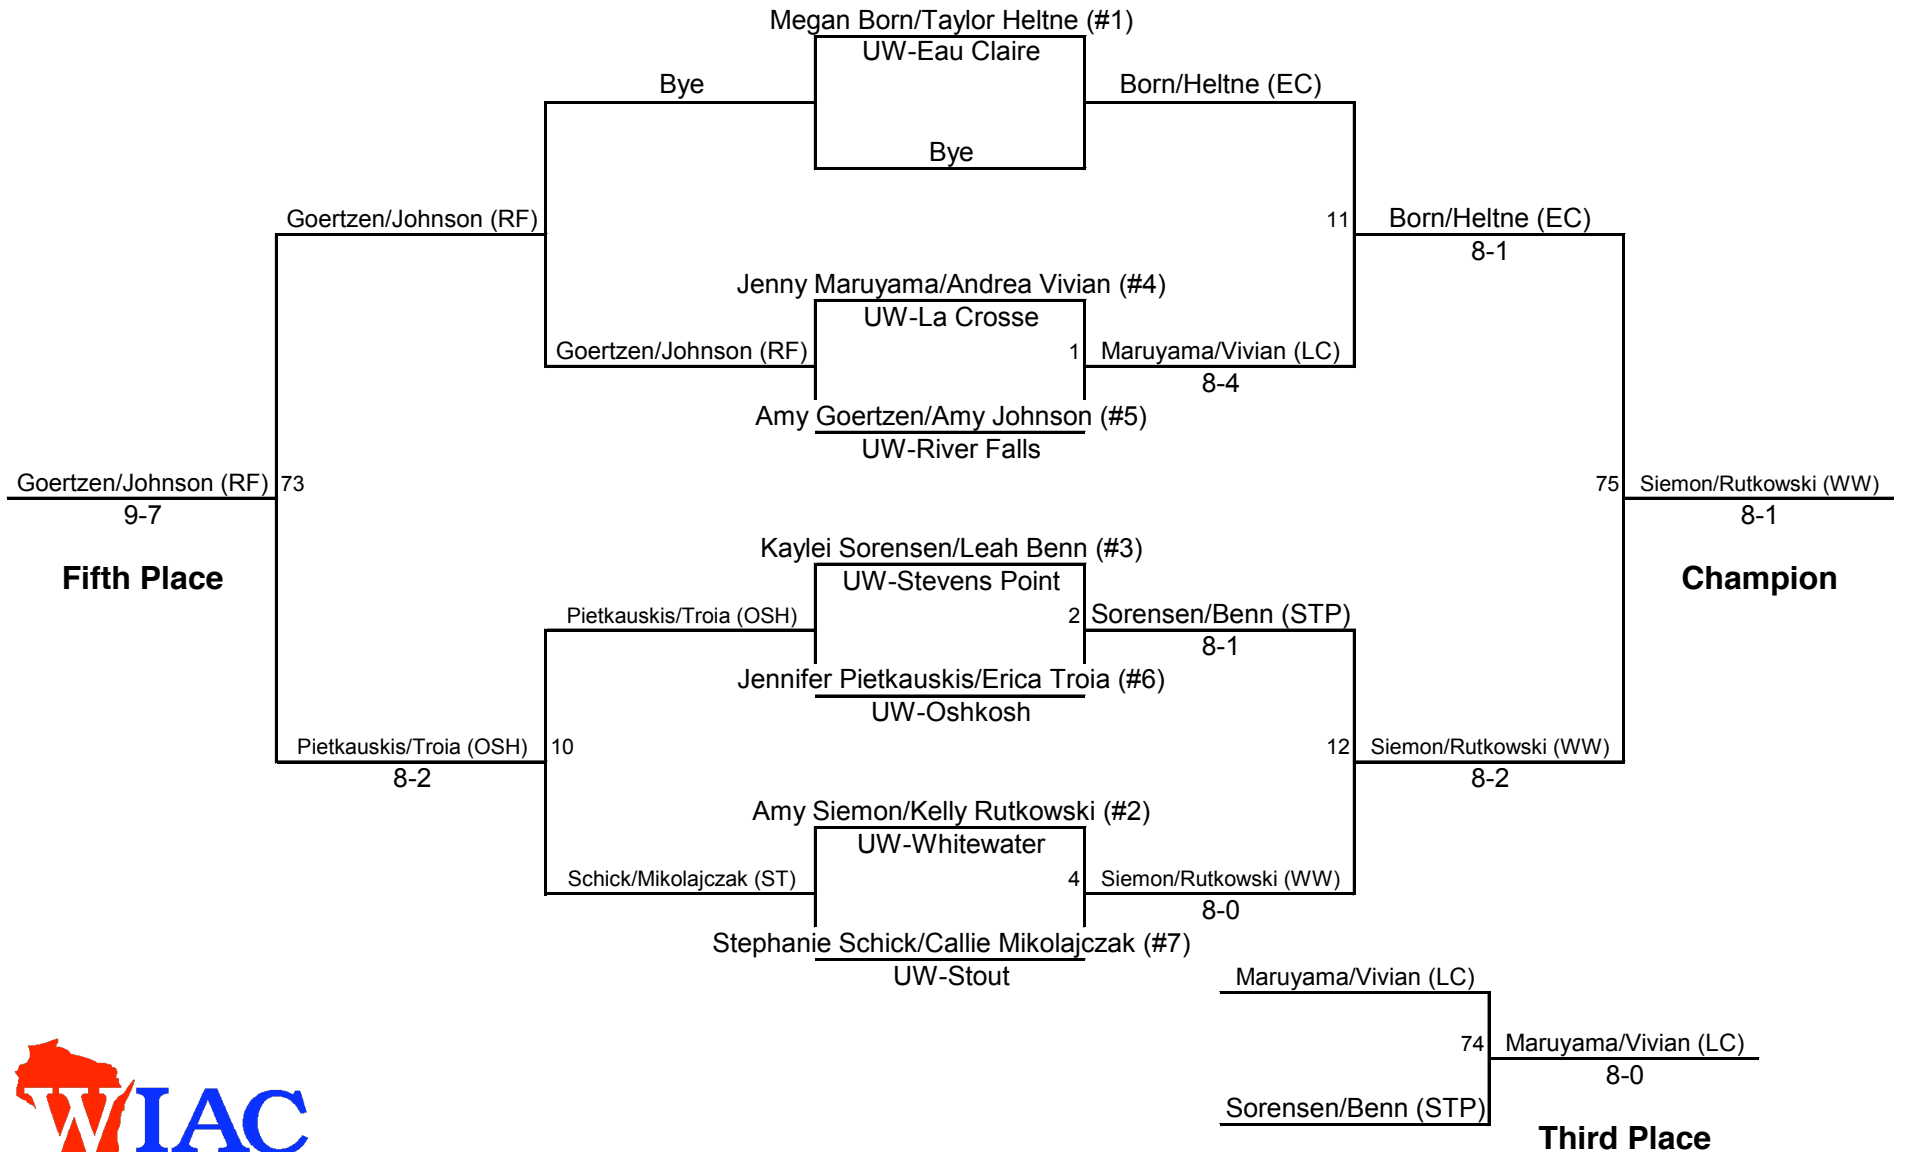 Megan Born/Taylor Heltne (#1)
UW-Eau Claire
Bye
Born/Heltne (EC)
Bye
Goertzen/Johnson (RF)
11
Born/Heltne (EC)
8-1
Jenny Maruyama/Andrea Vivian (#4)
UW-La Crosse
Goertzen/Johnson (RF)
1
Maruyama/Vivian (LC)
8-4
Amy Goertzen/Amy Johnson (#5)
UW-River Falls
Goertzen/Johnson (RF)
73
9-7
Fifth Place
75
Siemon/Rutkowski (WW)
8-1
Champion
Kaylei Sorensen/Leah Benn (#3)
UW-Stevens Point
Pietkauskis/Troia (OSH)
2
Sorensen/Benn (STP)
8-1
Jennifer Pietkauskis/Erica Troia (#6)
UW-Oshkosh
Pietkauskis/Troia (OSH)
10
8-2
12
Siemon/Rutkowski (WW)
8-2
Amy Siemon/Kelly Rutkowski (#2)
UW-Whitewater
Schick/Mikolajczak (ST)
4
Siemon/Rutkowski (WW)
8-0
Stephanie Schick/Callie Mikolajczak (#7)
UW-Stout
Maruyama/Vivian (LC)
74
Maruyama/Vivian (LC)
8-0
Sorensen/Benn (STP)
Third Place
WIAC